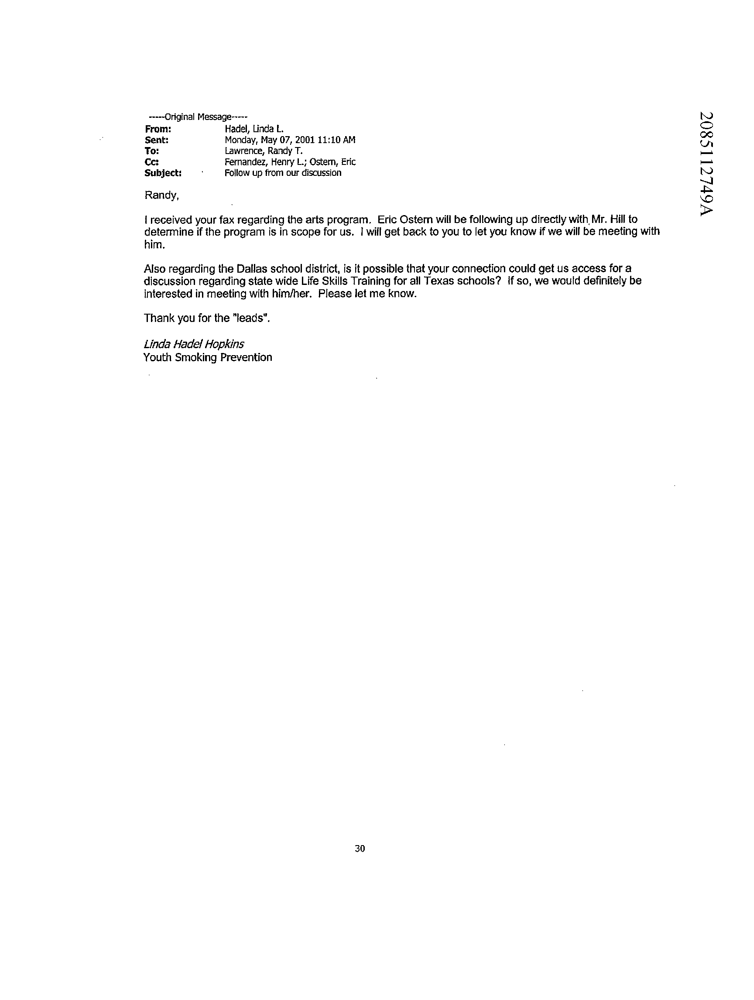 -----Original Message-----
From: Hadel, Linda L.
Sent: Monday, May 07, 2001 11:10 AM
To: Lawrence, Randy T.
Cc: Fernandez, Henry L.; Ostern, Eric
Subject: Follow up from our discussion
Randy,
I received your fax regarding the arts program. Eric Ostern will be following up directly with Mr. Hill to
determine if the program is in scope for us. I will get back to you to let you know if we will be meeting with
him.
Also regarding the Dallas school district, is it possible that your connection could get us access for a
discussion regarding state wide Life Skills Training for all Texas schools? If so, we would definitely be
interested in meeting with him/her. Please let me know.
Thank you for the "leads".
Linda Hadel Hopkins
Youth Smoking Prevention
30
2085112749A